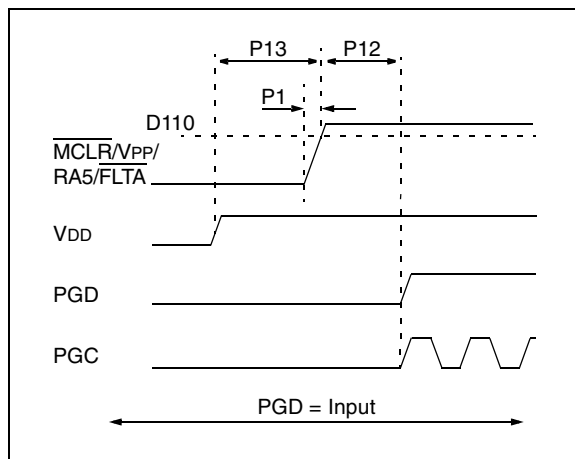 P13 P12
P1
D110
MCLR/VPP/
RA5/FLTA
VDD
PGD
PGC
PGD = Input